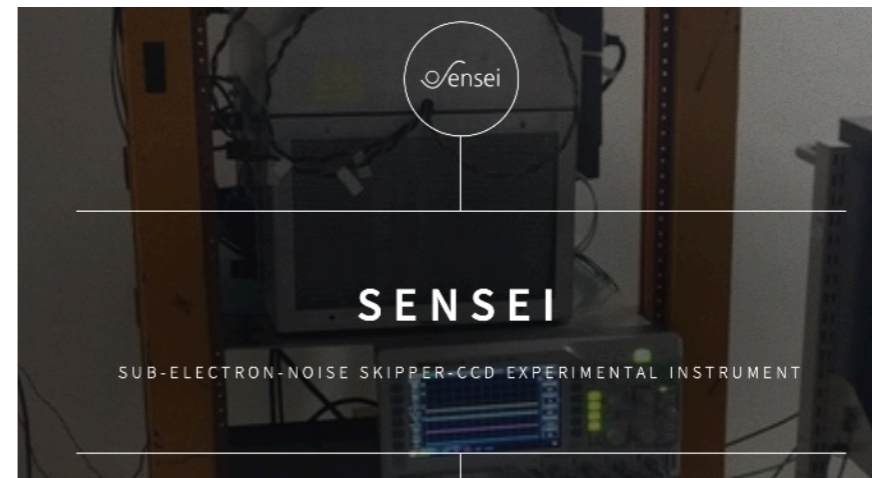 Sensei
SENSEI
SUB-ELECTRON-NOISE SKIPPER-CCD EXPERIMENTAL INSTRUMENT